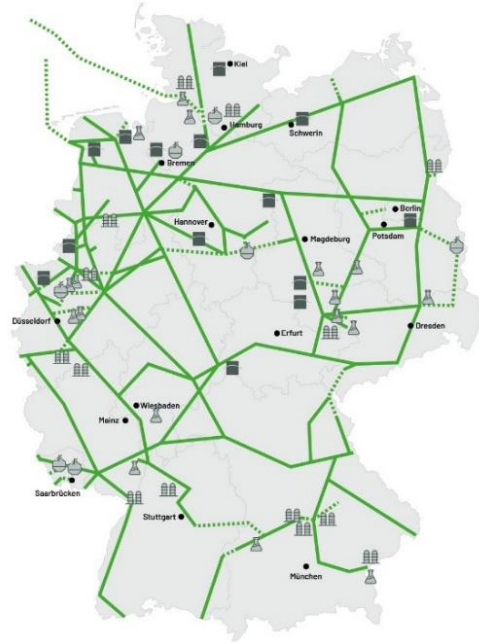 Kiel
Hamburg
Schwerin
Bremen
Berlin
Hannover
Magdeburg
Potsdam
Düsseldorf
Erfurt
Dresden
Wiesbaden
Mainz
Saarbrücken
Stuttgart
München